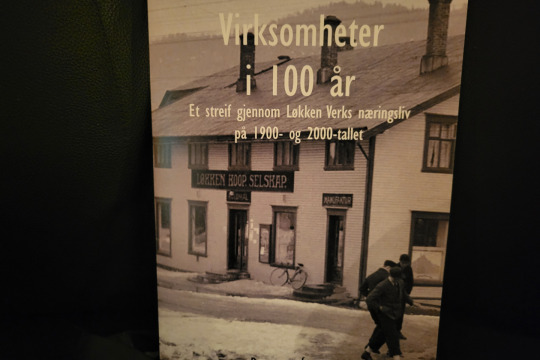 Virksomheter
i 100 år
Et streif gjennom Løkken Verks næringsliv
på 1900- og 2000-tallet
LØKKEN KOOP. SELSKAP.
MANUFAKTUR